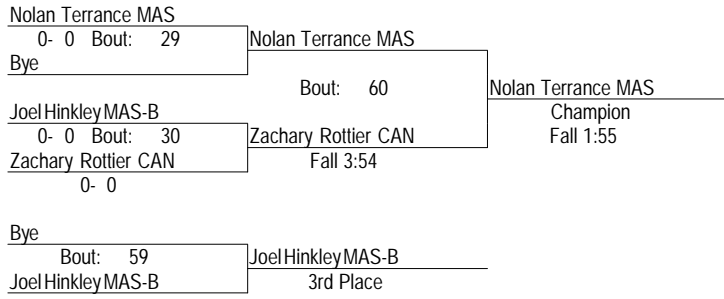 Nolan Terrance MAS
0- 0 Bout: 29
Nolan Terrance MAS
Bye
Bout: 60
Nolan Terrance MAS
Joel Hinkley MAS-B
Champion
0- 0 Bout: 30
Zachary Rottier CAN
Fall 1:55
Zachary Rottier CAN
Fall 3:54
0- 0
Bye
Bout: 59
Joel Hinkley MAS-B
Joel Hinkley MAS-B
3rd Place